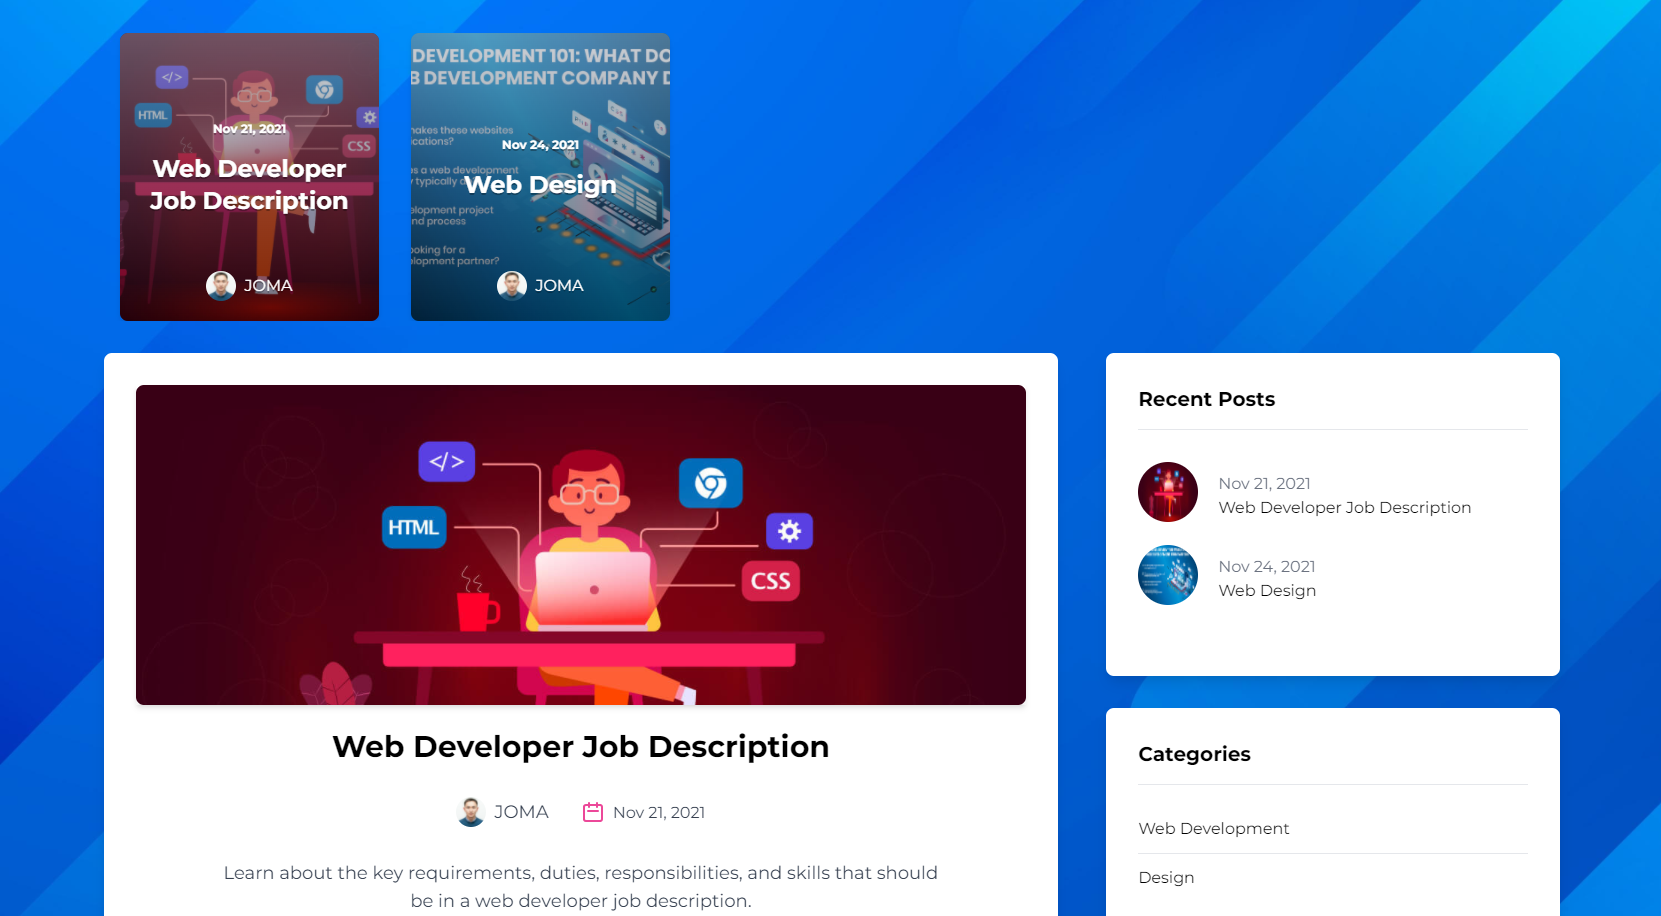 </>
HTML
CSS
Nov 21, 2021
Web Developer
Job Description
JOMA
DEVELOPMENT 101: WHAT DO
B DEVELOPMENT COMPANY D
makes these websites
cations?
Nov 24, 2021
s a web development
y typically
Web Design
elopment project
nd process
ooking for a
elopment partner?
JOMA
</>
HTML
CSS
Web Developer Job Description
JOMA
Nov 21, 2021
Learn about the key requirements, duties, responsibilities, and skills that should
be in a web developer job description.
Recent Posts
Nov 21, 2021
Web Developer Job Description
Nov 24, 2021
Web Design
Categories
Web Development
Design